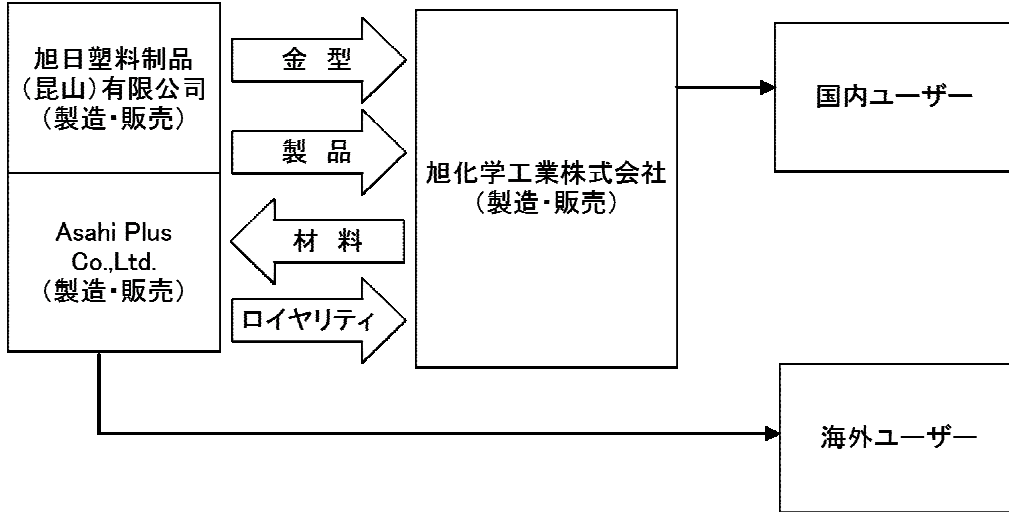 旭日塑料制品
（昆山）有限公司
（製造・販売）
Asahi Plus
Co.,Ltd.
（製造・販売）
金 型
製 品
材 料
ロイヤリティ
旭化学工業株式会社
（製造・販売）
国内ユーザー
海外ユーザー